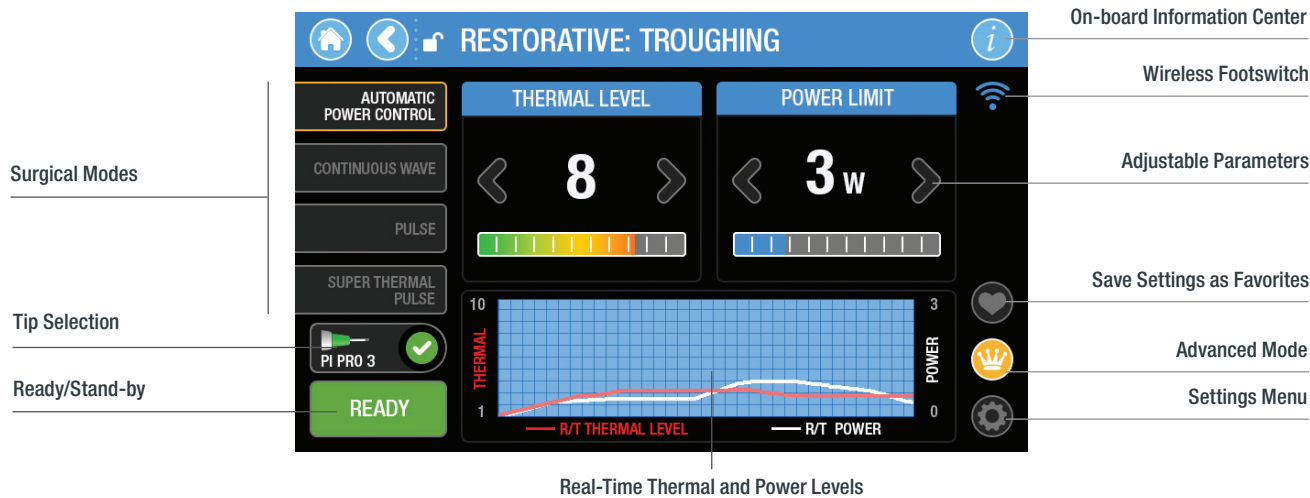 On-board Information Center
RESTORATIVE: TROUGHING
i
Wireless Footswitch
AUTOMATIC
POWER CONTROL
THERMAL LEVEL
POWER LIMIT
Surgical Modes
CONTINUOUS WAVE
8
3 W
Adjustable Parameters
PULSE
SUPER THERMAL
PULSE
Save Settings as Favorites
10
3
Tip Selection
PI PRO 3
THERMAL
POWER
Advanced Mode
Ready/Stand-by
READY
Settings Menu
1
0
R/T THERMAL LEVEL
R/T POWER
Real-Time Thermal and Power Levels